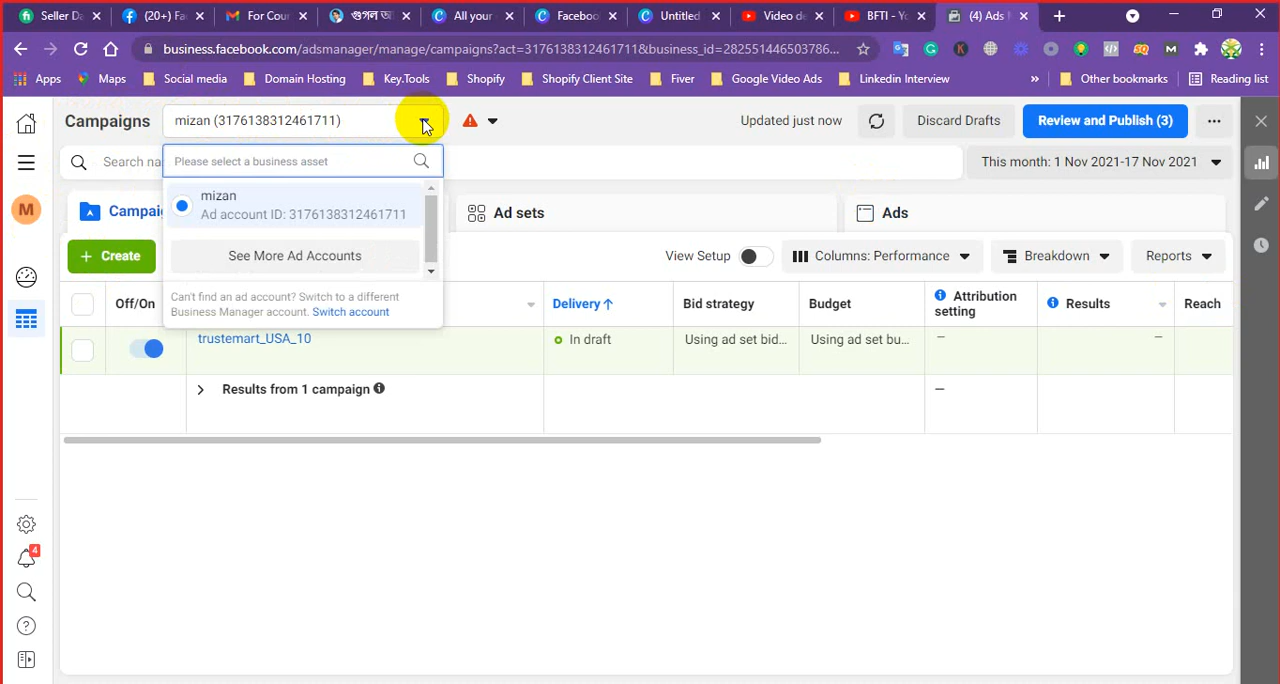 Seller Da
(20+) Fa
For Cour
গুগল অ
All your
Faceboo
Untitled
Video de
BFTI - Yo
(4) Ads
business.facebook.com/adsmanager/manage/campaigns?act=3176138312461711&business_id=282551446503786...
Apps
Maps
Social media
Domain Hosting
Key.Tools
Shopify
Shopify Client Site
Fiver
Google Video Ads
Linkedin Interview
»
Other bookmarks
Reading list
Campaigns
mizan (3176138312461711)
Updated just now
Discard Drafts
Review and Publish (3)
Search na
Please select a business asset
This month: 1 Nov 2021-17 Nov 2021
mizan
Ad account ID: 3176138312461711
M
Campaig
Ad sets
Ads
See More Ad Accounts
+ Create
View Setup
Columns: Performance
Breakdown
Reports
Can't find an ad account? Switch to a different
Business Manager account. Switch account
Off/On
Delivery ↑
Bid strategy
Budget
Attribution
setting
Results
Reach
trustemart_USA_10
In draft
Using ad set bid...
Using ad set bu...
—
—
Results from 1 campaign
—
4